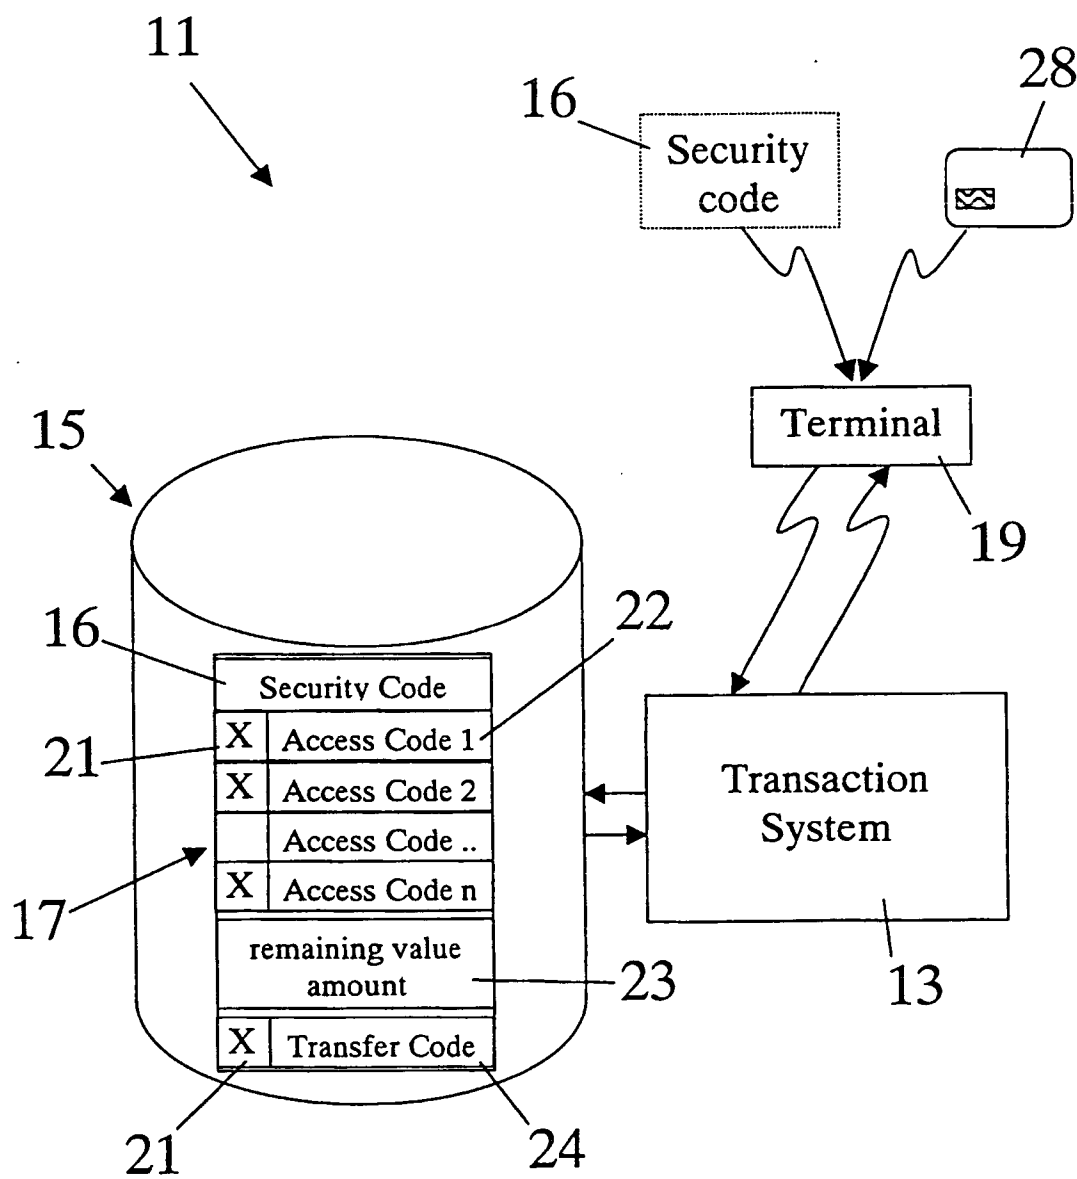 11
28
16
Security
code
Terminal
15
19
16
22
Security Code
X Access Code 1
21
X Access Code 2
Transaction
System
Access Code ..
X Access Code n
17
remaining value
amount
23
13
X Transfer Code
21
24